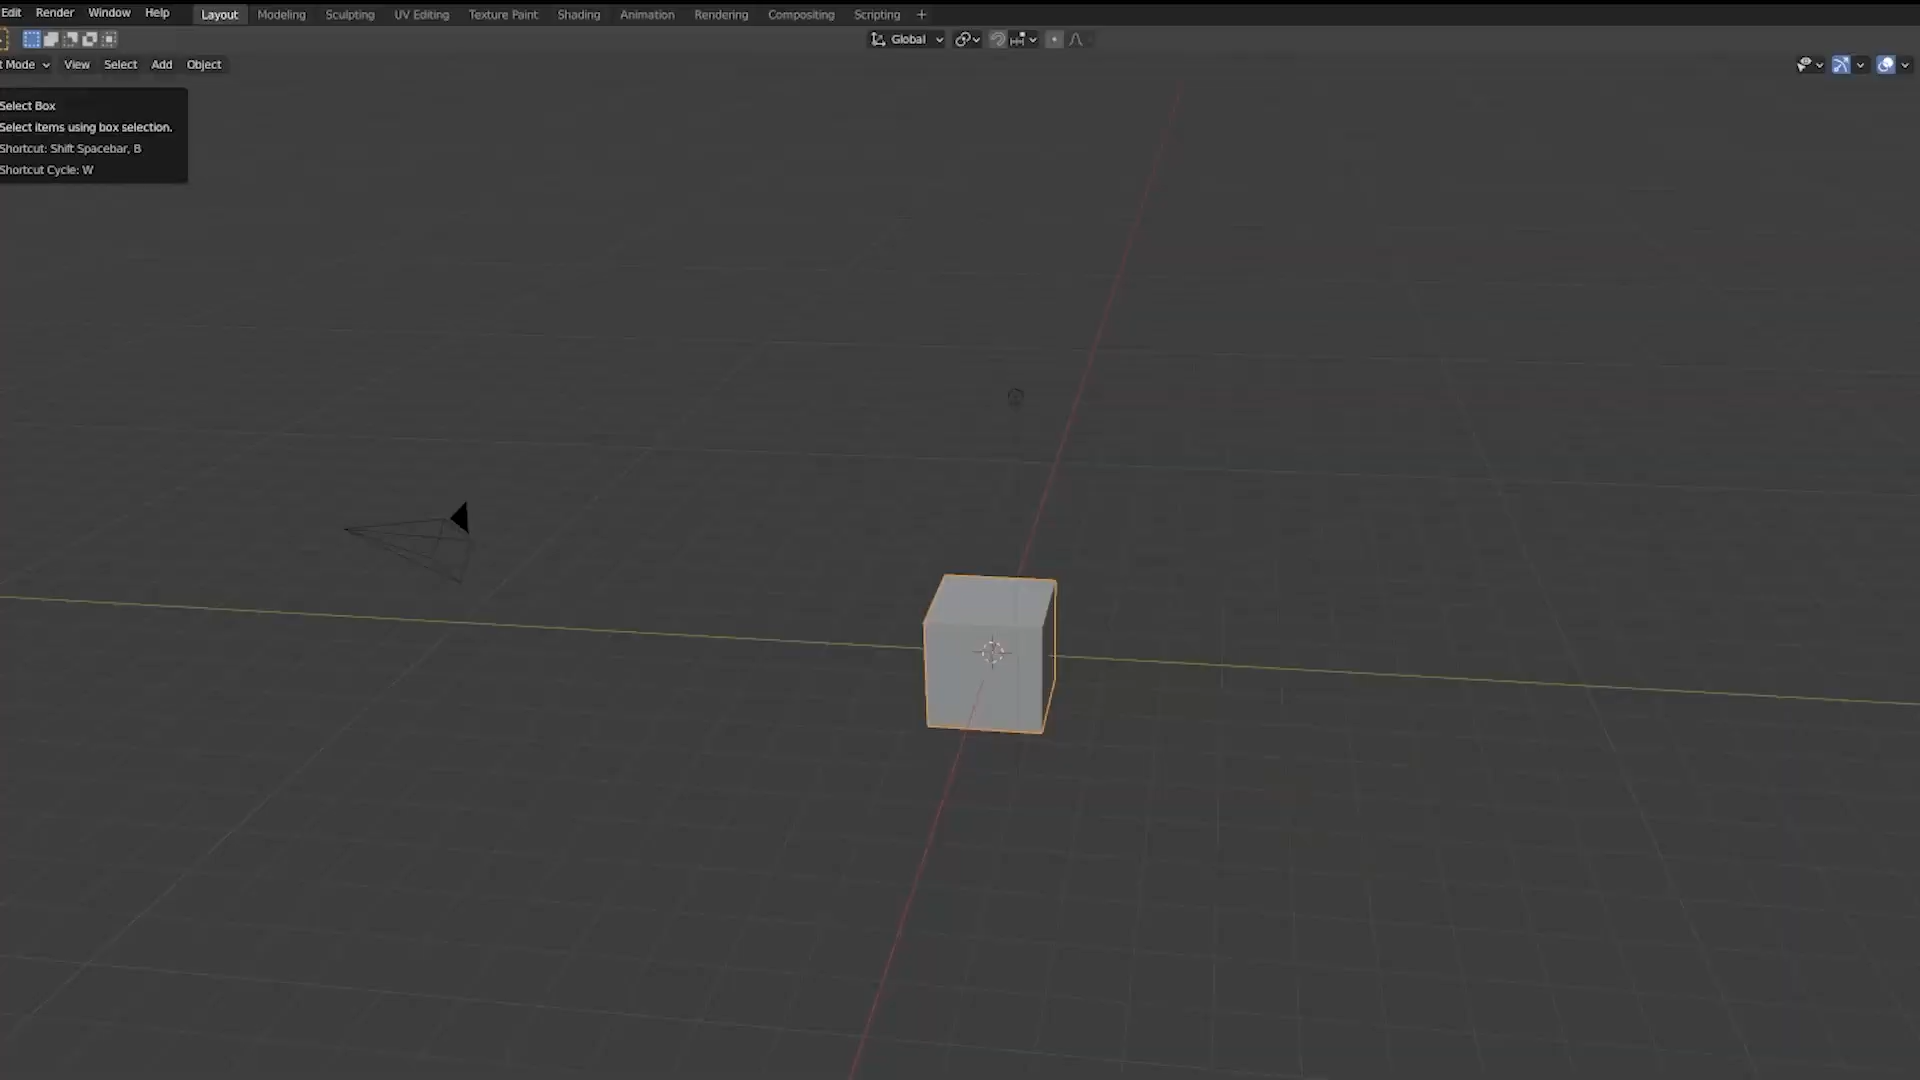 Edit Render Window Help Layout Modeling Sculpting UV Editing Texture Paint Shading Animation Rendering Compositing Scripting +
Global
t Mode View Select Add Object
Select Box
Select items using box selection.
Shortcut: Shift Spacebar, B
Shortcut Cycle: W